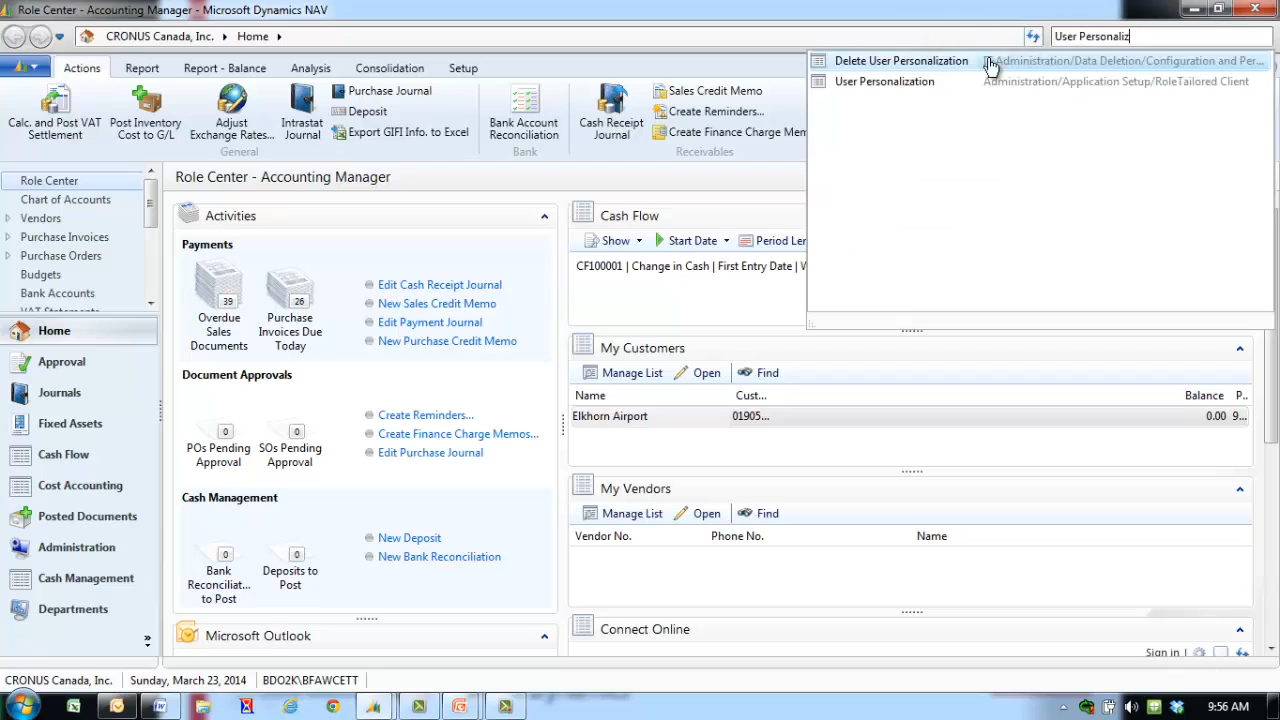 Role Center - Accounting Manager - Microsoft Dynamics NAV
CRONUS Canada, Inc.
Home
User Personaliz
Delete User Personalization
Administration/Data Deletion/Configuration and Per...
User Personalization
Administration/Application Setup/RoleTailored Client
Actions
Report
Report - Balance
Analysis
Consolidation
Setup
Calc. and Post VAT
Settlement
Post Inventory
Cost to G/L
Adjust
Exchange Rates...
Intrastat
Journal
Purchase Journal
Deposit
Export GIFI Info. to Excel
General
Bank Account
Reconciliation
Bank
Cash Receipt
Journal
Sales Credit Memo
Create Reminders...
Create Finance Charge Mem
Receivables
Role Center
Chart of Accounts
Vendors
Purchase Invoices
Purchase Orders
Budgets
Bank Accounts
VAT Statements
Home
Approval
Journals
Fixed Assets
Cash Flow
Cost Accounting
Posted Documents
Administration
Cash Management
Departments
Role Center - Accounting Manager
Activities
Payments
39
Overdue
Sales
Documents
26
Purchase
Invoices Due
Today
Edit Cash Receipt Journal
New Sales Credit Memo
Edit Payment Journal
New Purchase Credit Memo
Document Approvals
0
POs Pending
Approval
0
SOs Pending
Approval
Create Reminders...
Create Finance Charge Memos...
Edit Purchase Journal
Cash Management
0
Bank
Reconciliat...
to Post
0
Deposits to
Post
New Deposit
New Bank Reconciliation
Microsoft Outlook
Cash Flow
Show
Start Date
Period Len
CF100001 | Change in Cash | First Entry Date | W
My Customers
Manage List
Open
Find
Name
Cust...
Balance
P..
Elkhorn Airport
01905...
0.00
9...
My Vendors
Manage List
Open
Find
Vendor No.
Phone No.
Name
Connect Online
Sign in
CRONUS Canada, Inc.
Sunday, March 23, 2014
BDO2K\BFAWCETT
9:56 AM